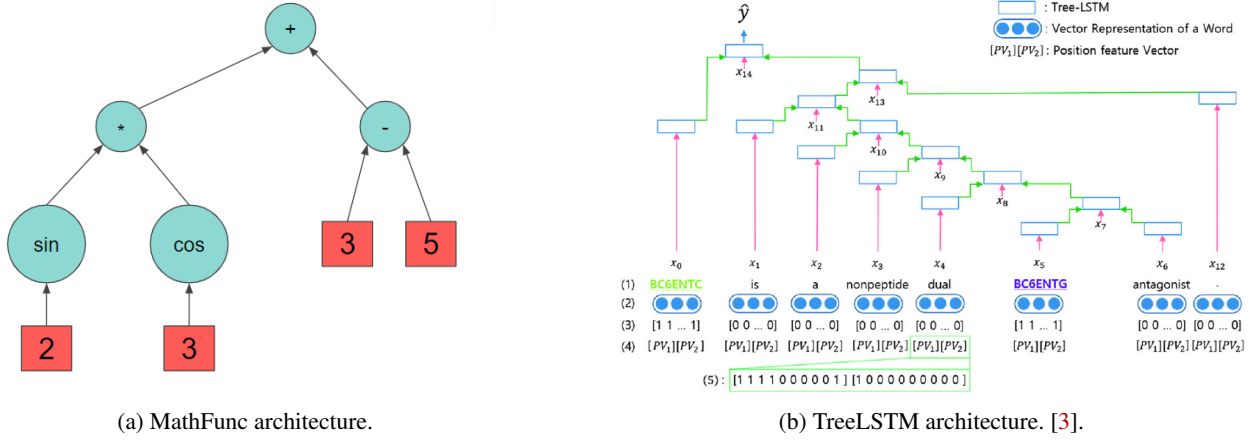 +
*
-
sin
cos
3
5
2
3
(a) MathFunc architecture.
ŷ
: Tree-LSTM
: Vector Representation of a Word
[PV₁][PV₂] : Position feature Vector
x₁₄
x₁₃
x₁₁
x₁₀
x₉
x₈
x₇
x₀ x₁ x₂ x₃ x₄ x₅ x₆ x₁₂
(1) BC6ENTC is a nonpeptide dual BC6ENTG antagonist .
(2)
(3) [1 1 ... 1] [0 0 ... 0] [0 0 ... 0] [0 0 ... 0] [0 0 ... 0] [1 1 ... 1] [0 0 ... 0] [0 0 ... 0]
(4) [PV₁][PV₂] [PV₁][PV₂] [PV₁][PV₂] [PV₁][PV₂] [PV₁][PV₂] [PV₁][PV₂] [PV₁][PV₂] [PV₁][PV₂]
(5) : [1 1 1 1 0 0 0 0 0 1] [1 0 0 0 0 0 0 0 0 0]
(b) TreeLSTM architecture. [3].